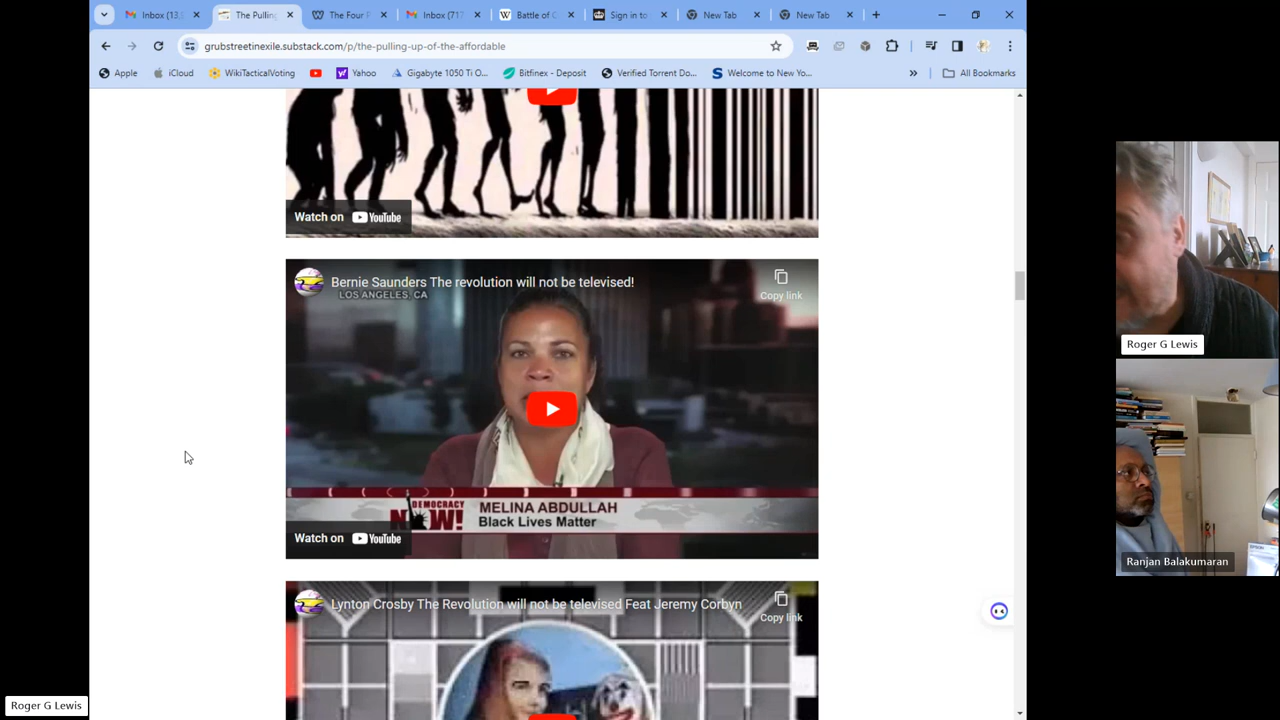 Inbox (13,
The Pulling
The Four F
Inbox (717
Battle of C
Sign in to
New Tab
New Tab
grubstreetinexile.substack.com/p/the-pulling-up-of-the-affordable
Apple
iCloud
WikiTacticalVoting
Yahoo
Gigabyte 1050 Ti O...
Bitfinex - Deposit
Verified Torrent Do...
Welcome to New Yo...
»
All Bookmarks
Watch on YouTube
Bernie Saunders The revolution will not be televised!
LOS ANGELES, CA
Copy link
DEMOCRACY NOW!
MELINA ABDULLAH
Black Lives Matter
Watch on YouTube
Lynton Crosby The Revolution will not be televised Feat Jeremy Corbyn
Copy link
Roger G Lewis
Ranjan Balakumaran
Roger G Lewis